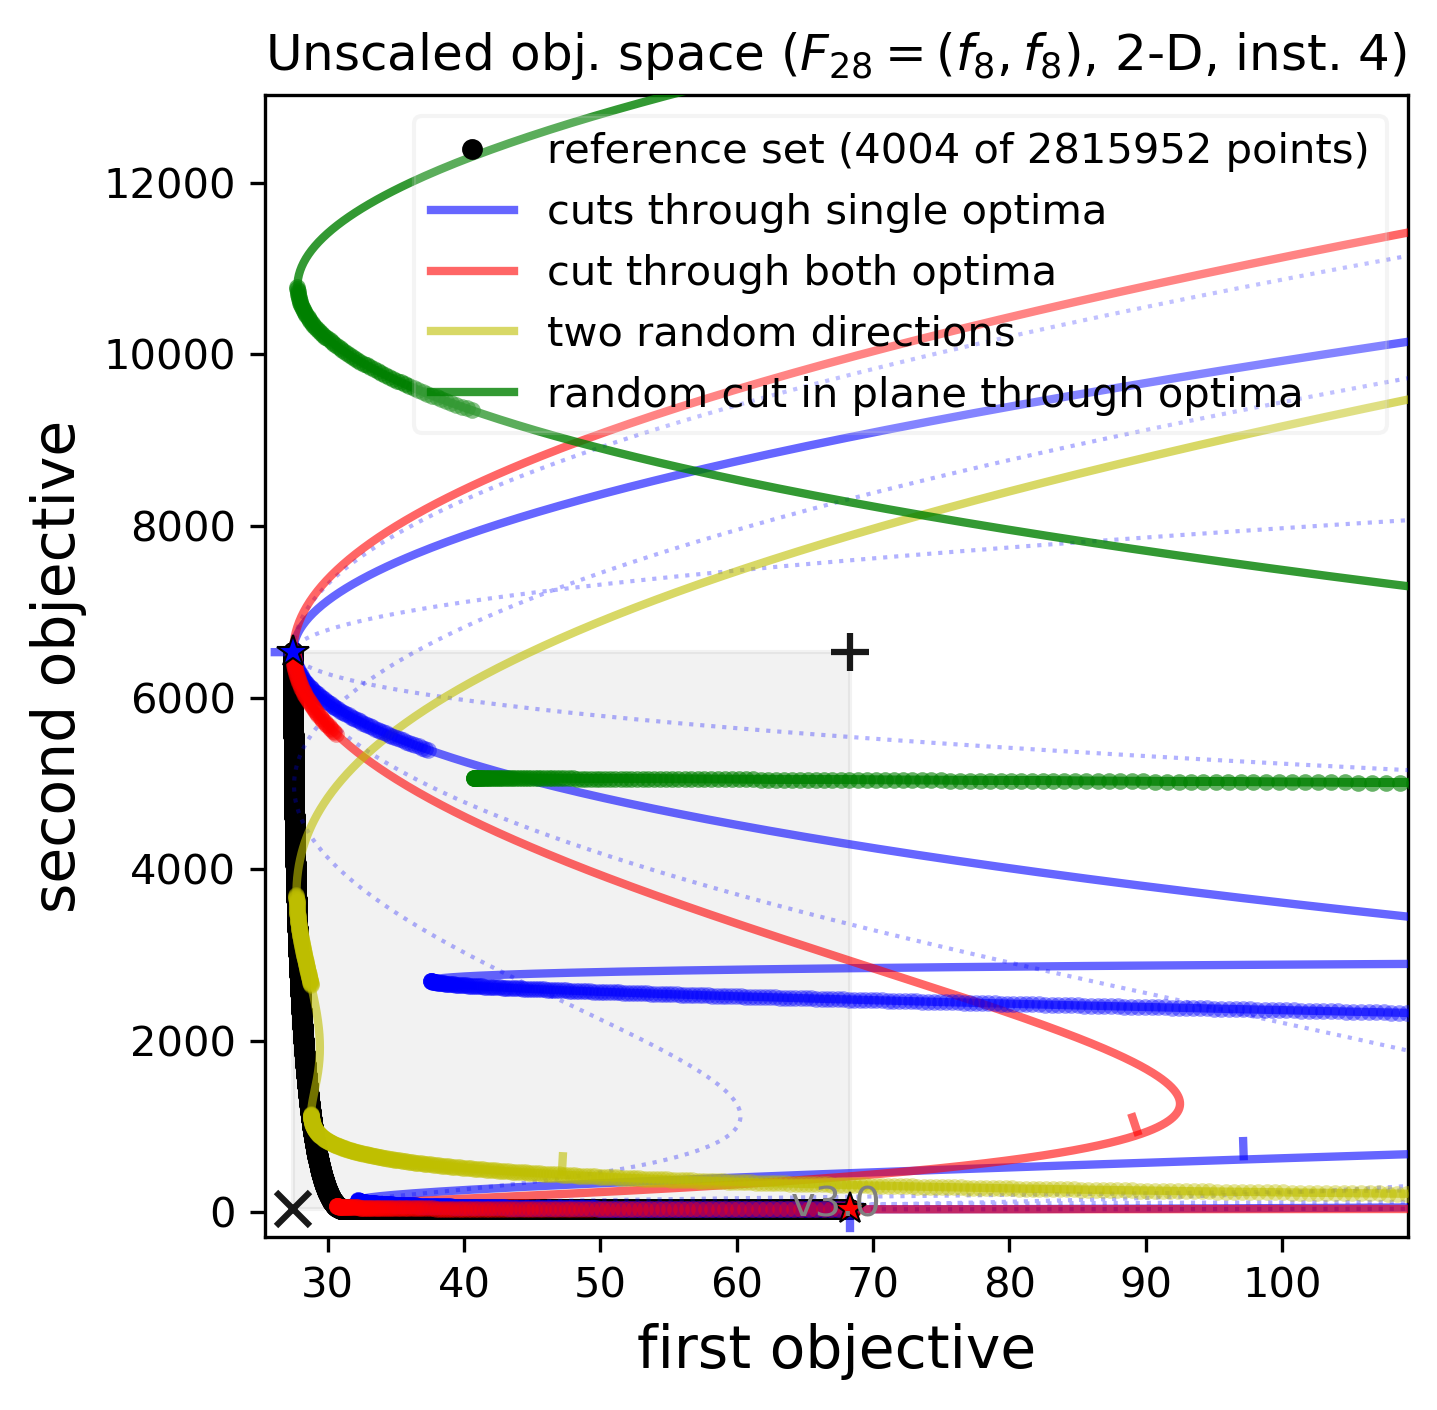 Unscaled obj. space (F₂₈ = (f₈, f₈), 2-D, inst. 4)
reference set (4004 of 2815952 points)
cuts through single optima
cut through both optima
two random directions
random cut in plane through optima
12000
10000
8000
6000
4000
2000
0
second objective
v3.0
30 40 50 60 70 80 90 100
first objective